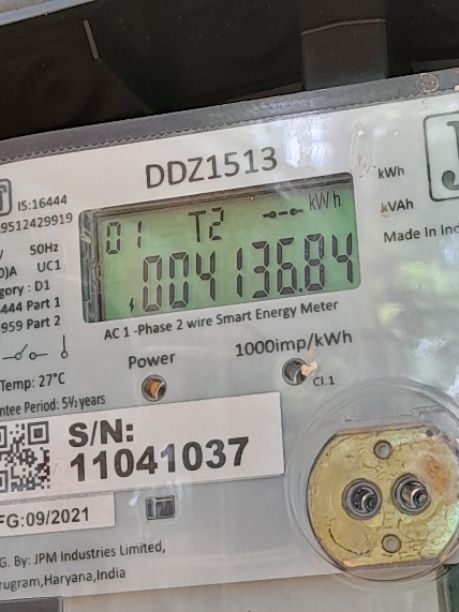 DDZ1513
IS:16444
9512429919
kWh
kVAh
J
Made in Ind
50Hz
)A UC1
gory : D1
444 Part 1
959 Part 2
01 T2 kWh
004136.84
AC 1 -Phase 2 wire Smart Energy Meter
Temp: 27°C
ntee Period: 5½ years
Power
1000imp/kWh
Cl.1
S/N:
11041037
FG:09/2021
G. By: JPM Industries Limited,
rugram,Haryana,India